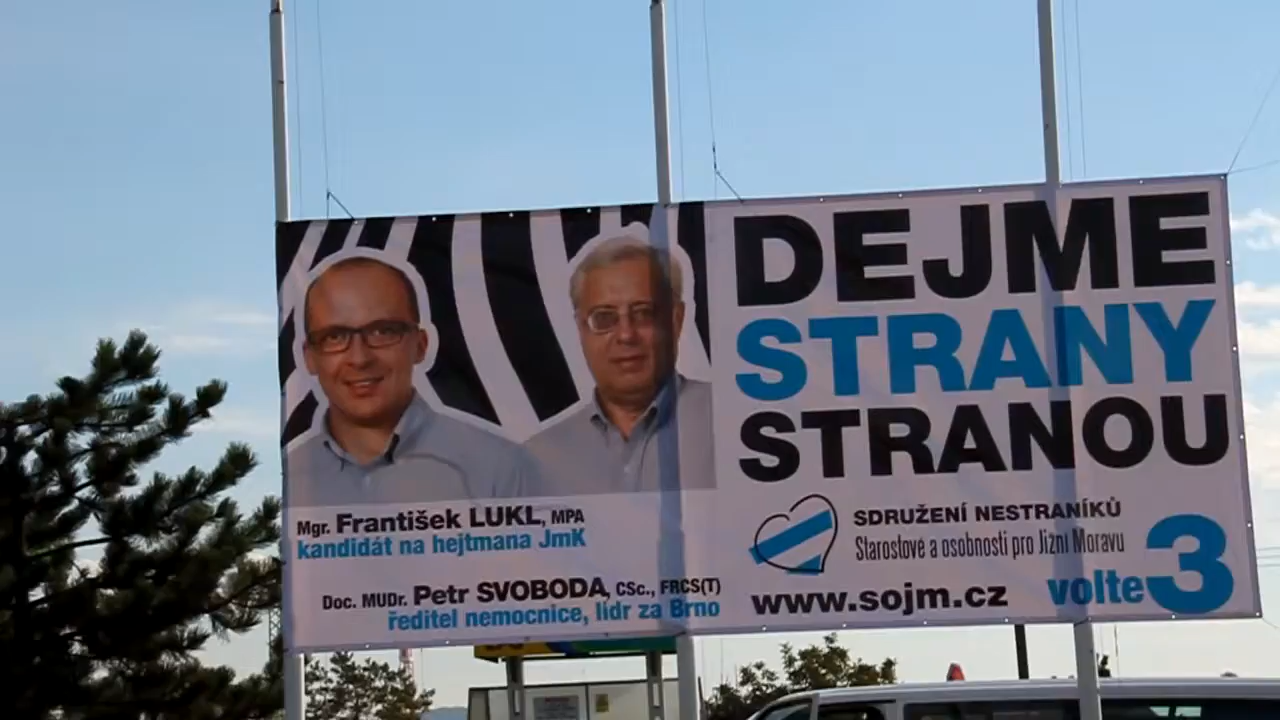 DEJME
STRANY
STRANOU
Mgr. František LUKL, MPA
kandidát na hejtmana JmK
Doc. MUDr. Petr SVOBODA, CSc., FRCS(T)
ředitel nemocnice, lídr za Brno
SDRUŽENÍ NESTRANÍKŮ
Starostové a osobnosti pro Jižní Moravu
www.sojm.cz
volte 3